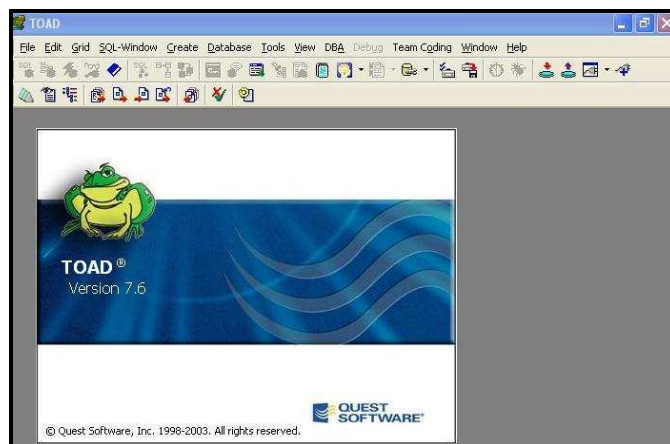 TOAD
File Edit Grid SQL-Window Create Database Tools View DBA Debug Team Coding Window Help
TOAD ®
Version 7.6
QUEST
SOFTWARE®
© Quest Software, Inc. 1998-2003. All rights reserved.